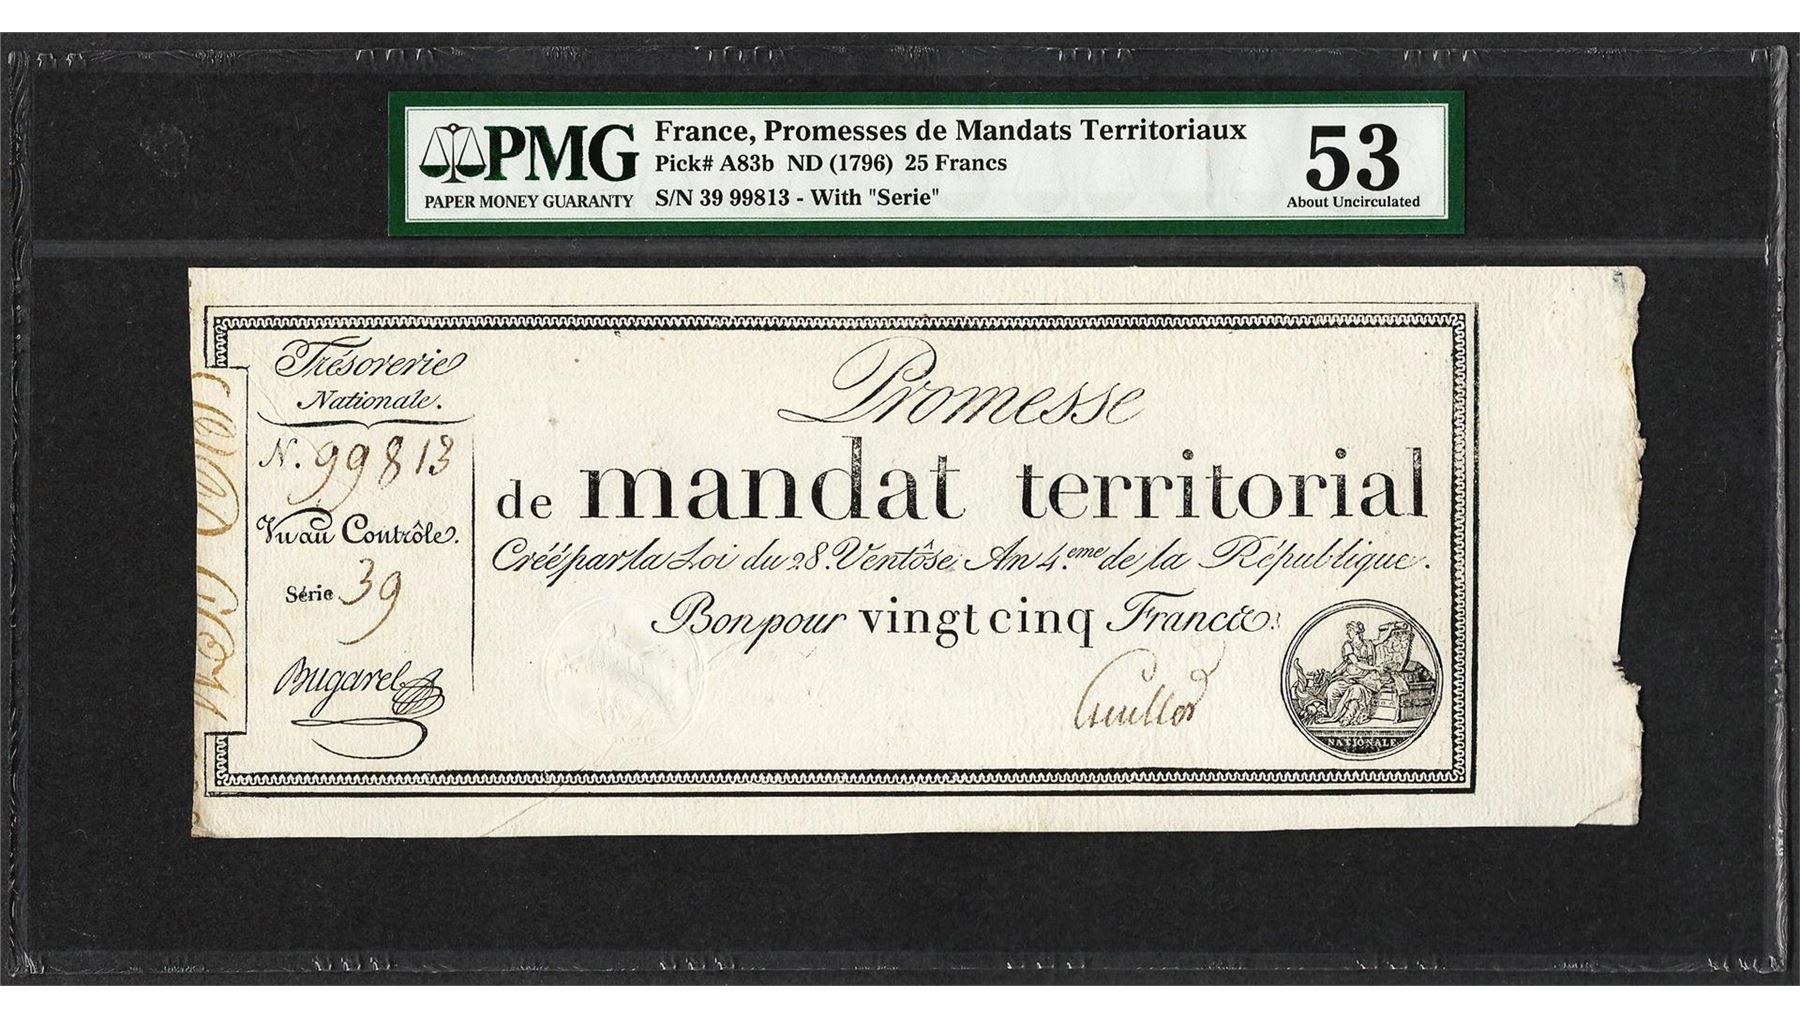 PMG
PAPER MONEY GUARANTY
France, Promesses de Mandats Territoriaux
Pick# A83b ND (1796) 25 Francs
S/N 39 99813 - With "Serie"
53
About Uncirculated
Trésorerie
Nationale.
N. 99813
Vu au Contrôle.
Série 39
Bugarel
Promesse
de mandat territorial
Créé par la Loi du 28. Ventôse An 4.eme de la République.
Bon pour vingt cinq Francs.
NATIONALE